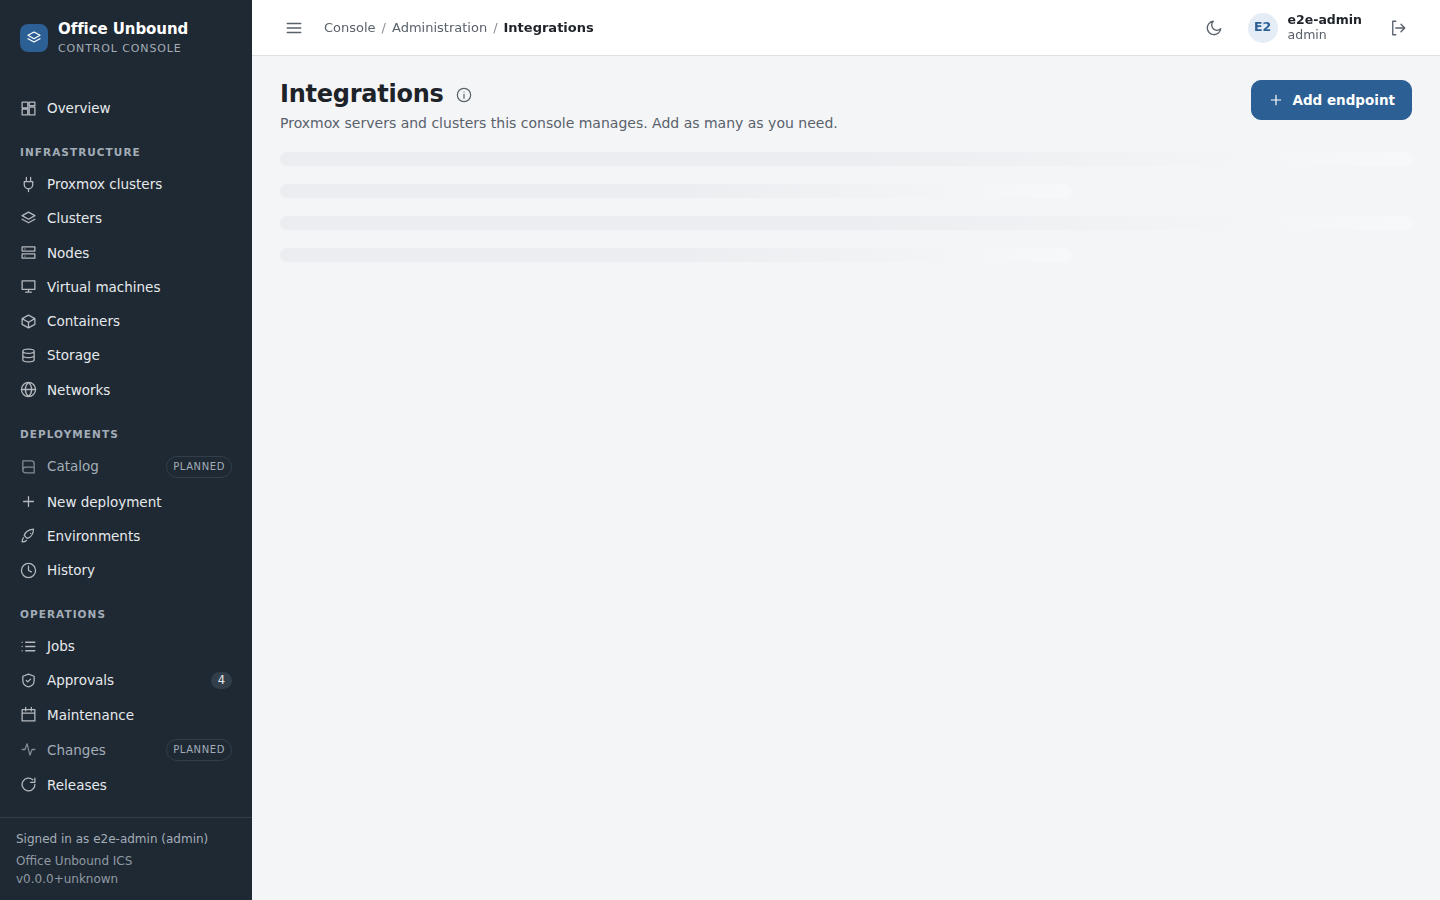 Office Unbound
CONTROL CONSOLE
Overview
INFRASTRUCTURE
Proxmox clusters
Clusters
Nodes
Virtual machines
Containers
Storage
Networks
DEPLOYMENTS
Catalog PLANNED
New deployment
Environments
History
OPERATIONS
Jobs
Approvals 4
Maintenance
Changes PLANNED
Releases
Signed in as e2e-admin (admin)
Office Unbound ICS
v0.0.0+unknown
Console / Administration / Integrations
E2
e2e-admin
admin
Integrations
Proxmox servers and clusters this console manages. Add as many as you need.
Add endpoint